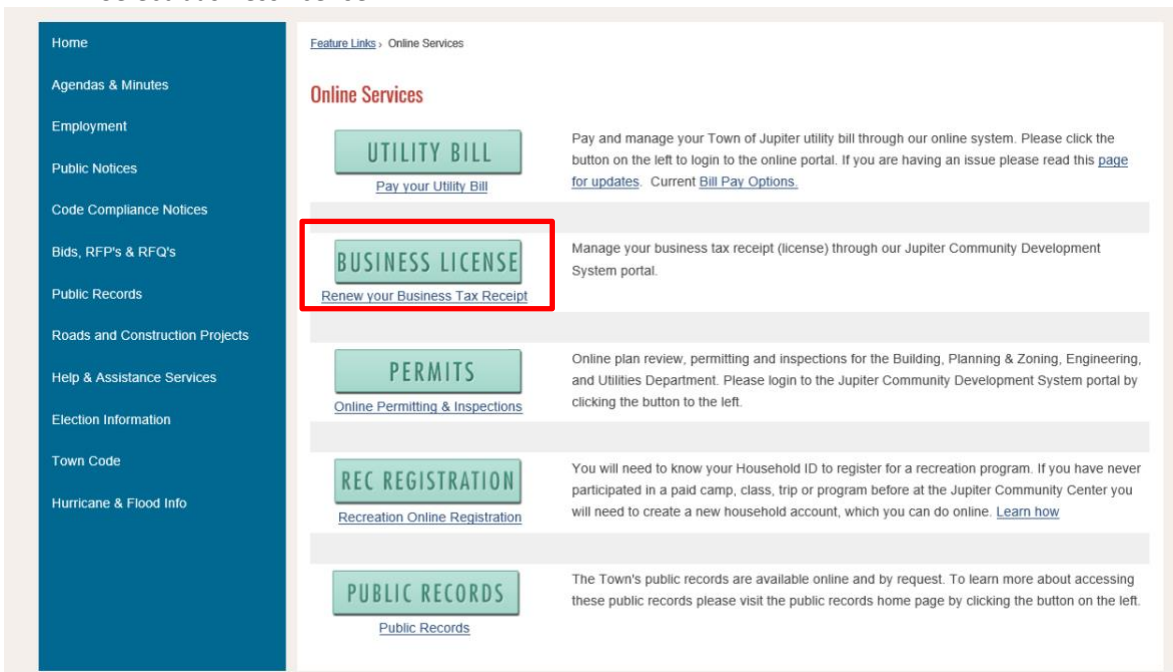 Home
Agendas & Minutes
Employment
Public Notices
Code Compliance Notices
Bids, RFP's & RFQ's
Public Records
Roads and Construction Projects
Help & Assistance Services
Election Information
Town Code
Hurricane & Flood Info
Feature Links › Online Services
Online Services
UTILITY BILL
Pay your Utility Bill
Pay and manage your Town of Jupiter utility bill through our online system. Please click the
button on the left to login to the online portal. If you are having an issue please read this page
for updates. Current Bill Pay Options.
BUSINESS LICENSE
Renew your Business Tax Receipt
Manage your business tax receipt (license) through our Jupiter Community Development
System portal.
PERMITS
Online Permitting & Inspections
Online plan review, permitting and inspections for the Building, Planning & Zoning, Engineering,
and Utilities Department. Please login to the Jupiter Community Development System portal by
clicking the button to the left.
REC REGISTRATION
Recreation Online Registration
You will need to know your Household ID to register for a recreation program. If you have never
participated in a paid camp, class, trip or program before at the Jupiter Community Center you
will need to create a new household account, which you can do online. Learn how
PUBLIC RECORDS
Public Records
The Town's public records are available online and by request. To learn more about accessing
these public records please visit the public records home page by clicking the button on the left.